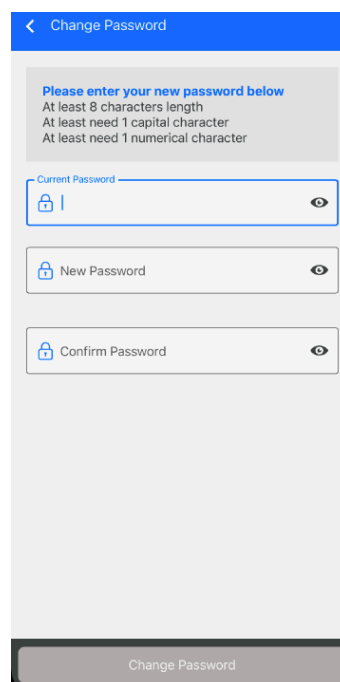 Change Password
Please enter your new password below
At least 8 characters length
At least need 1 capital character
At least need 1 numerical character
Current Password
New Password
Confirm Password
Change Password